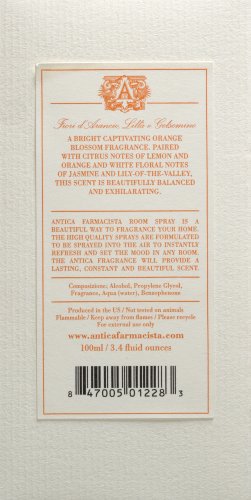 A
Fiori d'Arancio, Lilla e Gelsomino
A BRIGHT CAPTIVATING ORANGE
BLOSSOM FRAGRANCE. PAIRED
WITH CITRUS NOTES OF LEMON AND
ORANGE AND WHITE FLORAL NOTES
OF JASMINE AND LILY-OF-THE-VALLEY,
THIS SCENT IS BEAUTIFULLY BALANCED
AND EXHILARATING.
ANTICA FARMACISTA ROOM SPRAY IS A
BEAUTIFUL WAY TO FRAGRANCE YOUR HOME.
THE HIGH QUALITY SPRAYS ARE FORMULATED
TO BE SPRAYED INTO THE AIR TO INSTANTLY
REFRESH AND SET THE MOOD IN ANY ROOM.
THE ANTICA FRAGRANCE WILL PROVIDE A
LASTING, CONSTANT AND BEAUTIFUL SCENT.
Composizione: Alcohol, Propylene Glycol,
Fragrance, Aqua (water), Benzophenone
Produced in the US / Not tested on animals
Flammable / Keep away from flames / Please recycle
For external use only
www.anticafarmacista.com
100ml / 3.4 fluid ounces
8 47005 01228 3